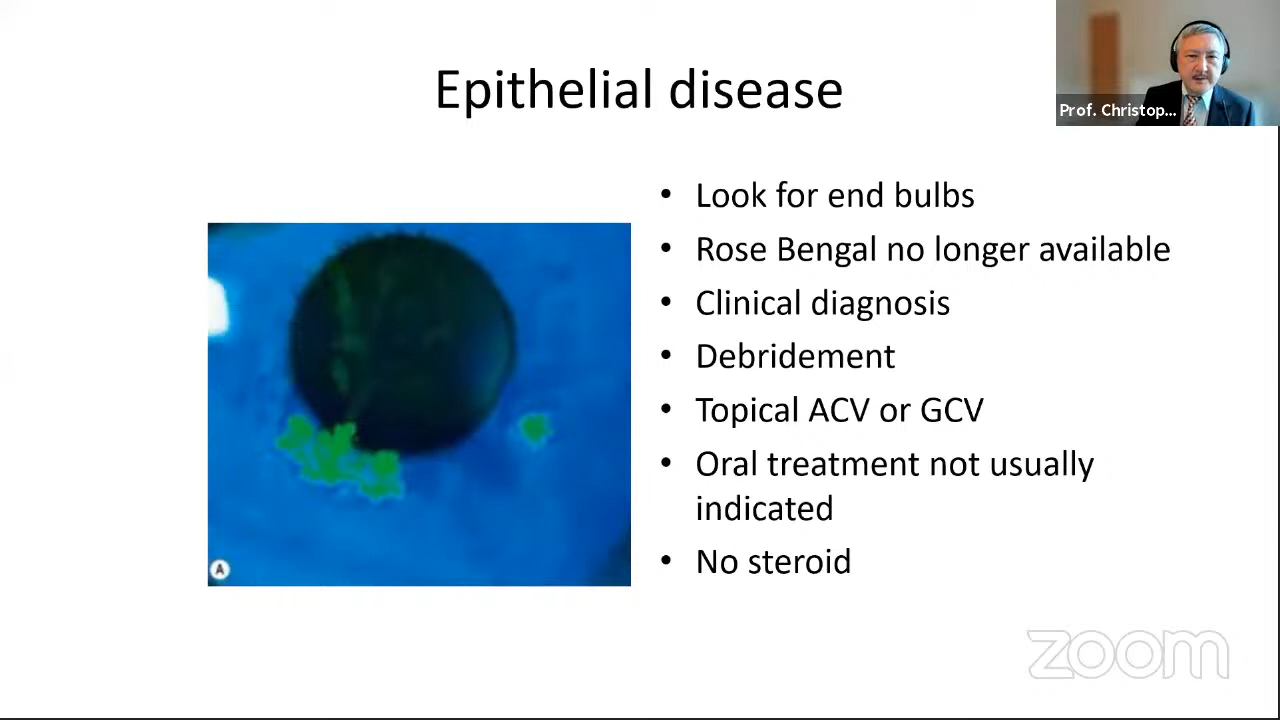 Epithelial disease
Prof. Christop...
• Look for end bulbs
• Rose Bengal no longer available
• Clinical diagnosis
• Debridement
• Topical ACV or GCV
• Oral treatment not usually
indicated
• No steroid
A
zoom